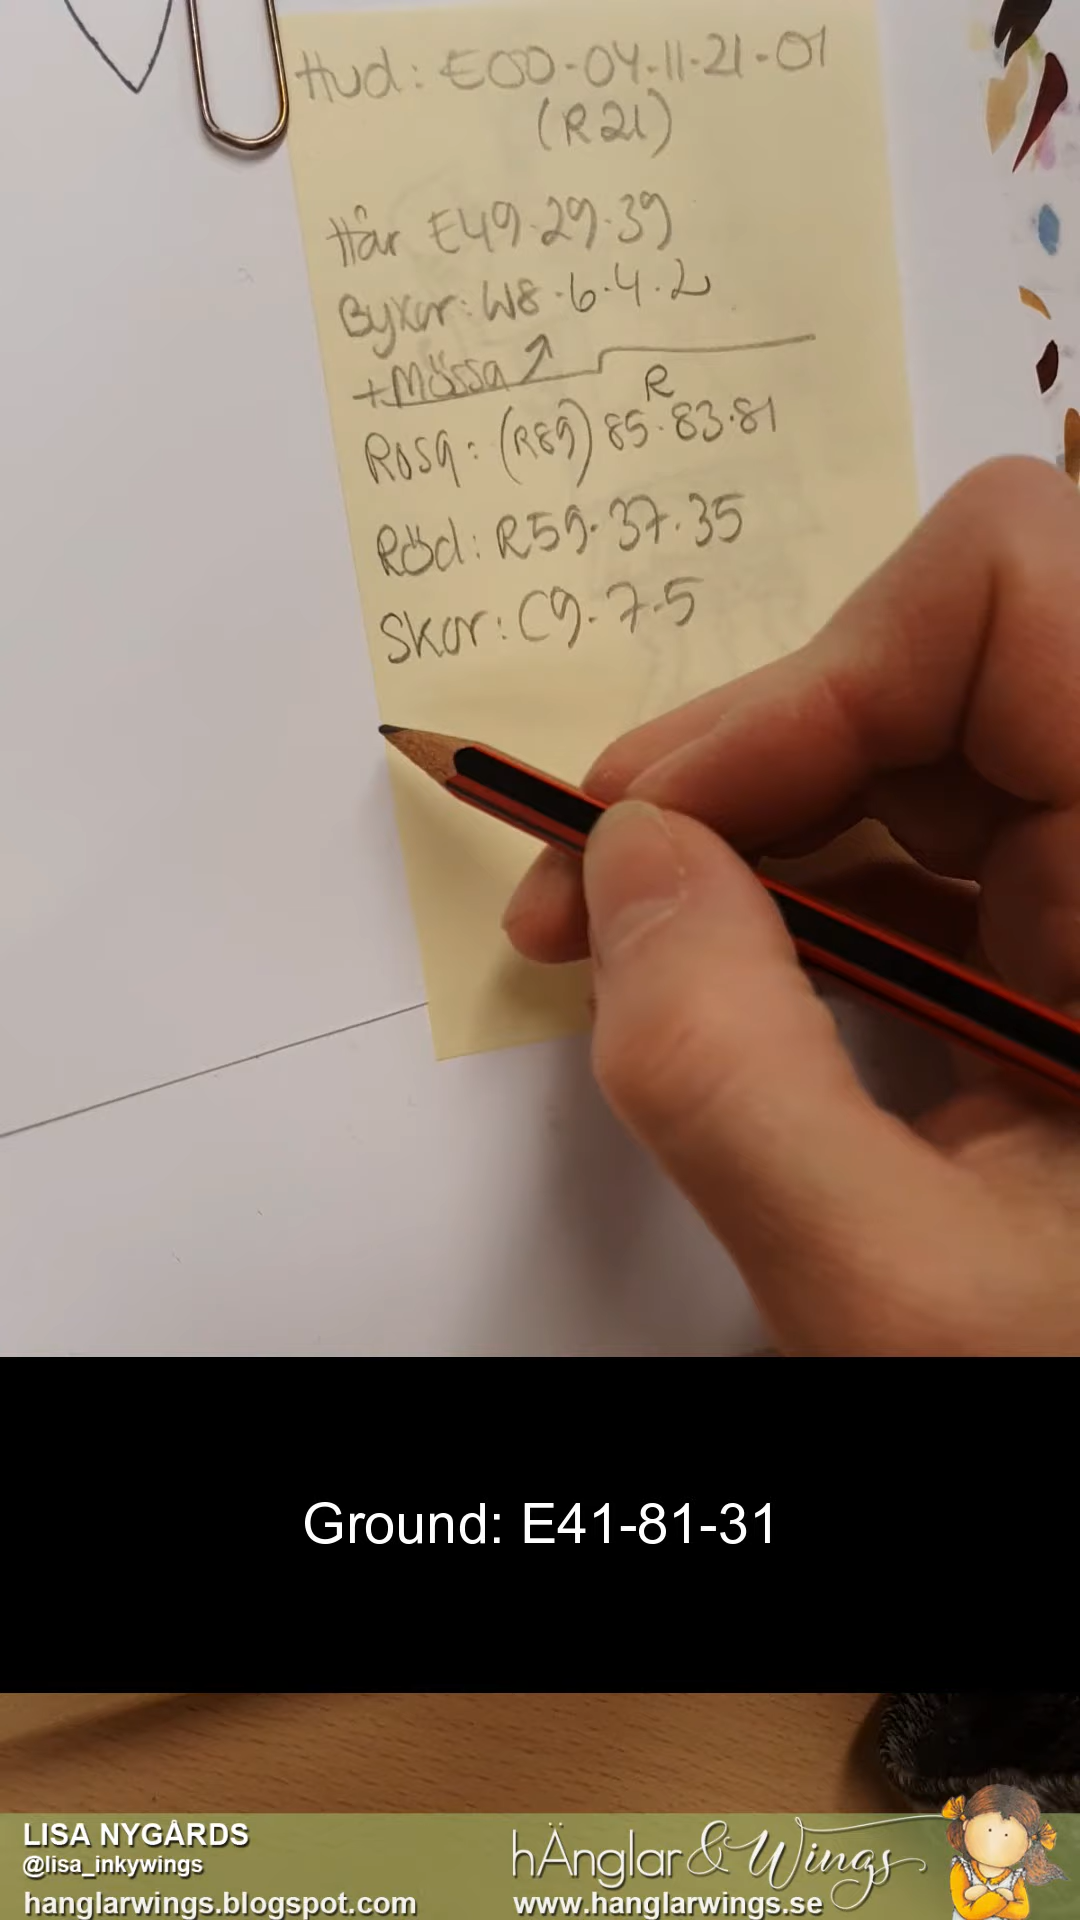 Hud: E00-04-11-21-01
(R21)
Hår E49-29-39
Byxor: W8-6-4-2
+Mössa ↗
Rosa: (R89) R85-83-81
Röd: R59-37-35
Skor: C9-7-5
Ground: E41-81-31
LISA NYGÅRDS
@lisa_inkywings
hanglarwings.blogspot.com
hÄnglar & Wings
www.hanglarwings.se